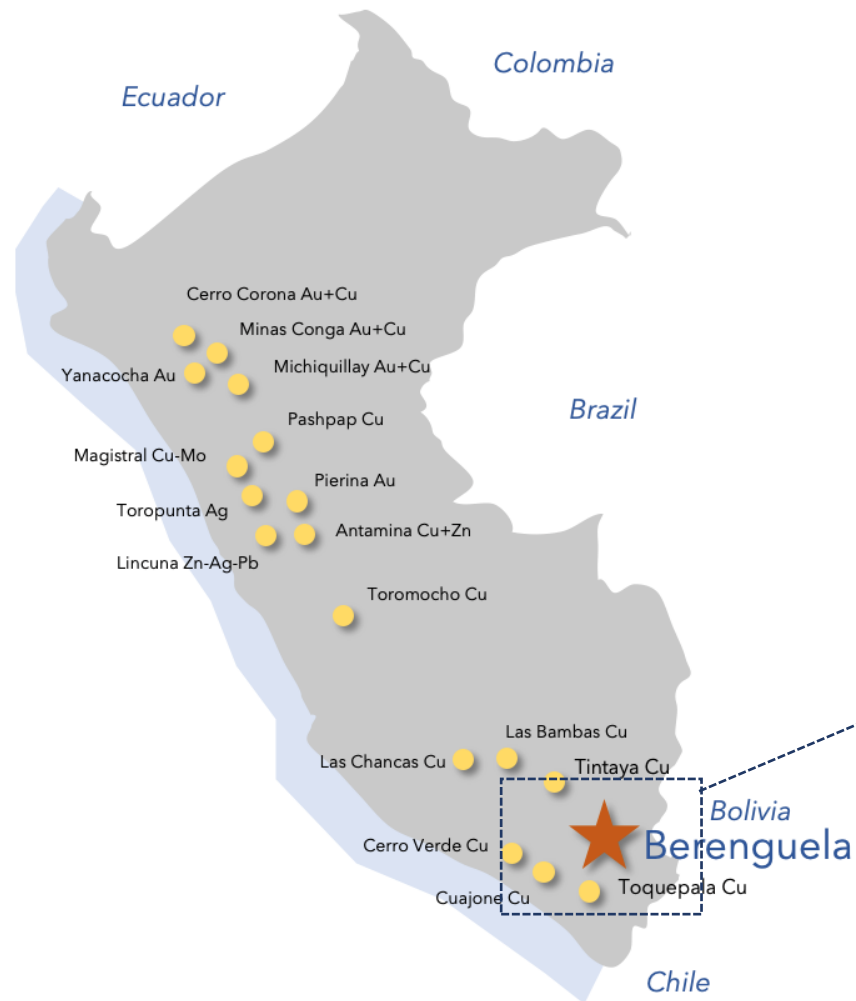 Colombia
Ecuador
Cerro Corona Au+Cu
Minas Conga Au+Cu
Michiquillay Au+Cu
Yanacocha Au
Brazil
Pashpap Cu
Magistral Cu-Mo
Pierina Au
Toropunta Ag
Antamina Cu+Zn
Lincuna Zn-Ag-Pb
Toromocho Cu
Las Bambas Cu
Las Chancas Cu
Tintaya Cu
Bolivia
Berenguela
Cerro Verde Cu
Toquepala Cu
Cuajone Cu
Chile